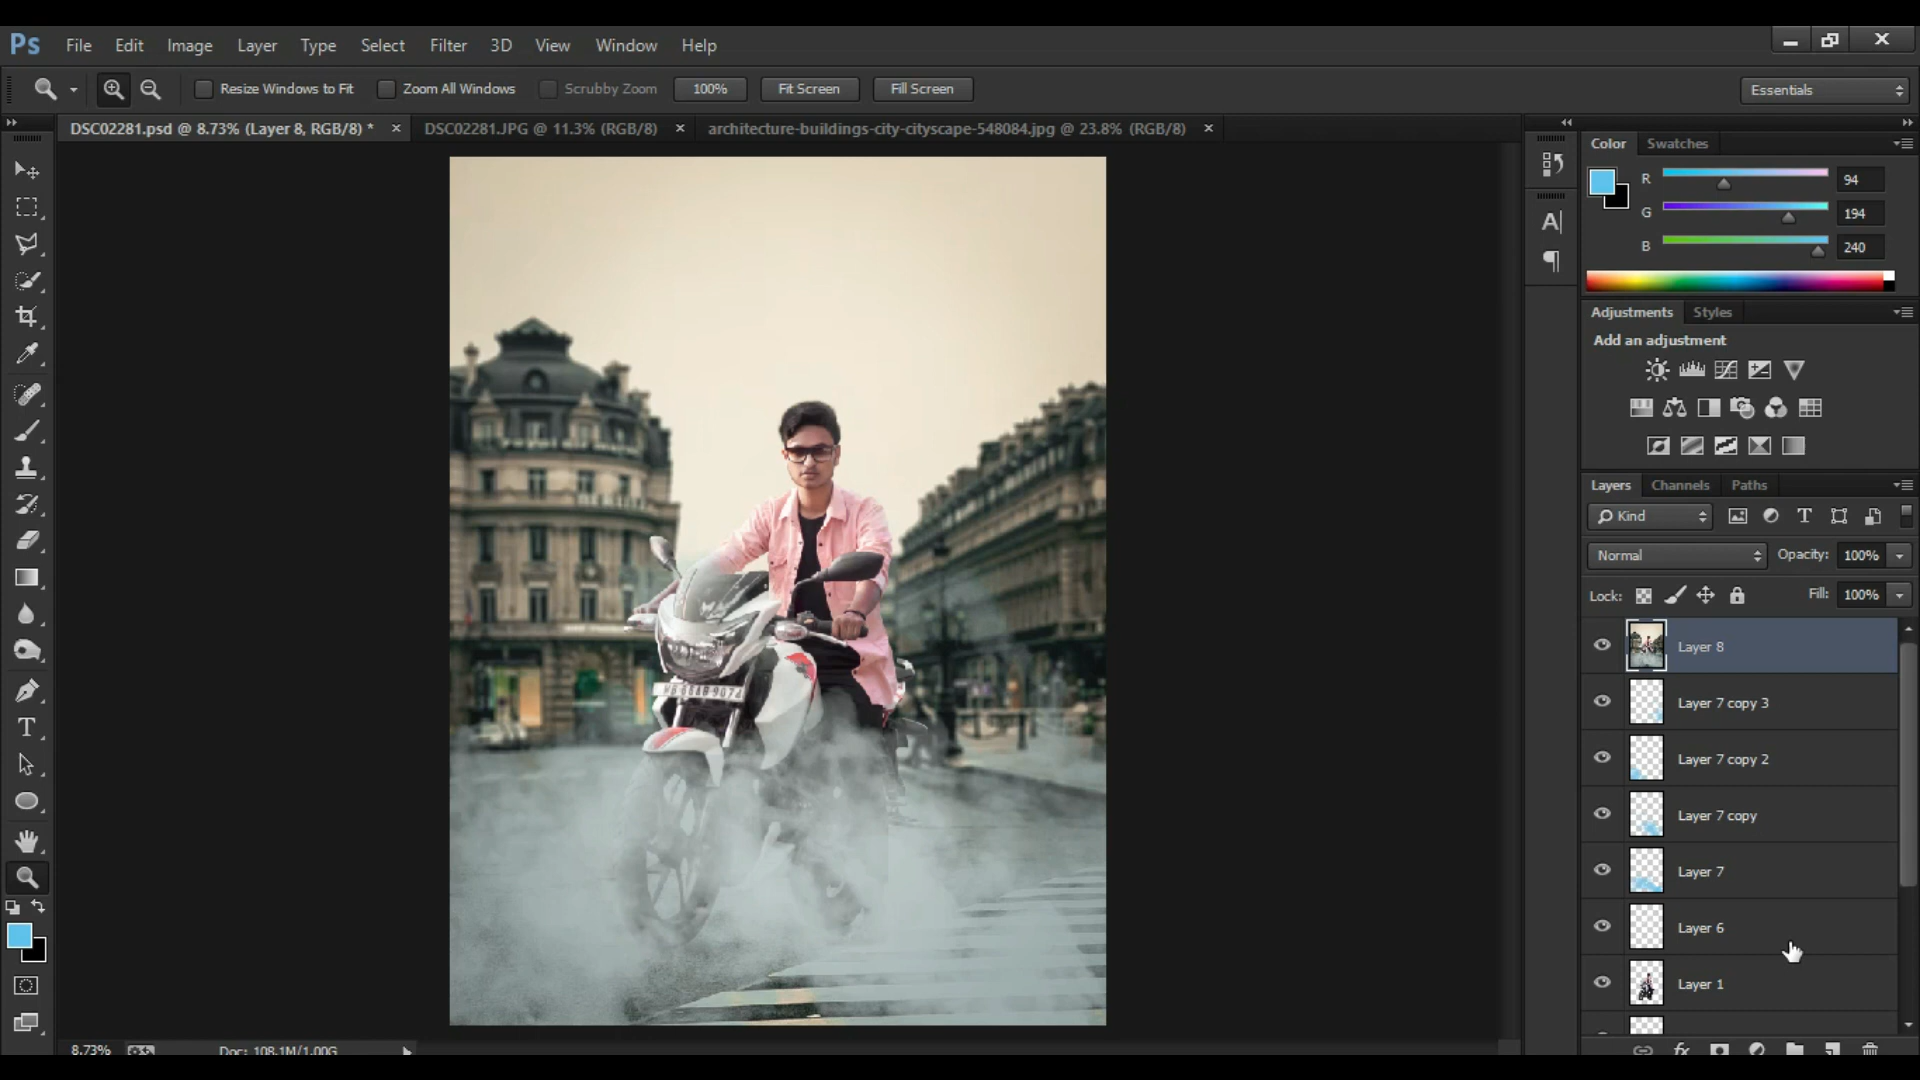 Ps File Edit Image Layer Type Select Filter 3D View Window Help
Resize Windows to Fit Zoom All Windows Scrubby Zoom 100% Fit Screen Fill Screen Essentials
DSC02281.psd @ 8.73% (Layer 8, RGB/8) * × DSC02281.JPG @ 11.3% (RGB/8) × architecture-buildings-city-cityscape-548084.jpg @ 23.8% (RGB/8) ×
Color Swatches
R 94
G 194
B 240
Adjustments Styles
Add an adjustment
Layers Channels Paths
Kind
Normal Opacity: 100%
Lock: Fill: 100%
Layer 8
Layer 7 copy 3
Layer 7 copy 2
Layer 7 copy
Layer 7
Layer 6
Layer 1
8.73% Doc: 108.1M/1.00G